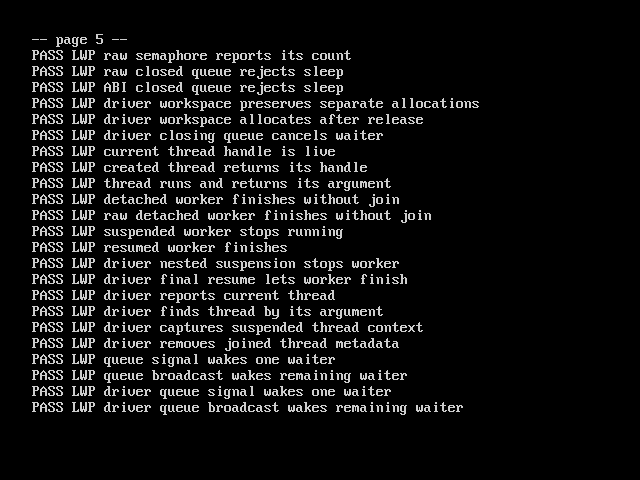 -- page 5 --
PASS LWP raw semaphore reports its count
PASS LWP raw closed queue rejects sleep
PASS LWP ABI closed queue rejects sleep
PASS LWP driver workspace preserves separate allocations
PASS LWP driver workspace allocates after release
PASS LWP driver closing queue cancels waiter
PASS LWP current thread handle is live
PASS LWP created thread returns its handle
PASS LWP thread runs and returns its argument
PASS LWP detached worker finishes without join
PASS LWP raw detached worker finishes without join
PASS LWP suspended worker stops running
PASS LWP resumed worker finishes
PASS LWP driver nested suspension stops worker
PASS LWP driver final resume lets worker finish
PASS LWP driver reports current thread
PASS LWP driver finds thread by its argument
PASS LWP driver captures suspended thread context
PASS LWP driver removes joined thread metadata
PASS LWP queue signal wakes one waiter
PASS LWP queue broadcast wakes remaining waiter
PASS LWP driver queue signal wakes one waiter
PASS LWP driver queue broadcast wakes remaining waiter